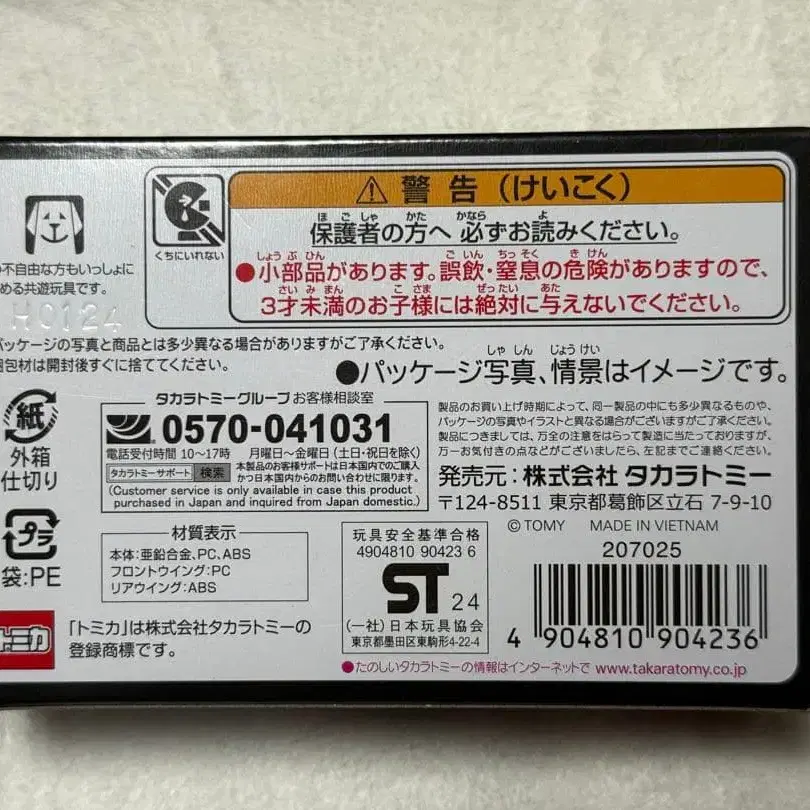 警告（けいこく）
くちにいれない
保護者の方へ 必ずお読みください。
●小部品があります。誤飲・窒息の危険がありますので、
3才未満のお子様には絶対に与えないでください。
不自由な方もいっしょに
める共遊玩具です。
H0124
パッケージの写真と商品とは多少異なる場合がありますがご了承ください。
包材は開封後すぐに捨ててください。
●パッケージ写真、情景はイメージです。
紙
外箱
仕切り
プラ
袋:PE
タカラトミーグループ お客様相談室
0570-041031
電話受付時間 10〜17時 月曜日〜金曜日（土・日・祝日を除く）
タカラトミーサポート 検索 本製品のお客様サポートは日本国内でのご購入
かつ日本国内からのお問い合わせに限ります。
(Customer service is only available in case this product
purchased in Japan and inquired from Japan domestic.)
製品のお買い上げ時期によって、同一製品の中にも多少異なるものや、
パッケージの写真やイラストと異なる場合がございますがご了承ください。
製品につきましては、万全の注意をはらって製造に当たっておりますが、
万一お気付きの点などがございましたら、左記までご連絡ください。
発売元：株式会社 タカラトミー
〒124-8511 東京都葛飾区立石 7-9-10
© TOMY MADE IN VIETNAM
207025
材質表示
本体：亜鉛合金、PC、ABS
フロントウイング：PC
リアウイング：ABS
玩具安全基準合格
4904810 90423 6
ST 24
（一社）日本玩具協会
東京都墨田区東駒形4-22-4
4 904810 904236
トミカ
「トミカ」は株式会社タカラトミーの
登録商標です。
●たのしいタカラトミーの情報はインターネットで www.takaratomy.co.jp